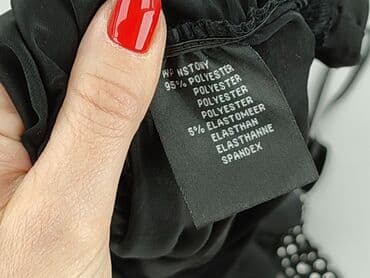 95% POLYESTER
POLYESTER
POLYESTER
POLYESTER
5% ELASTOMEER
ELASTHAN
ELASTHANNE
SPANDEX